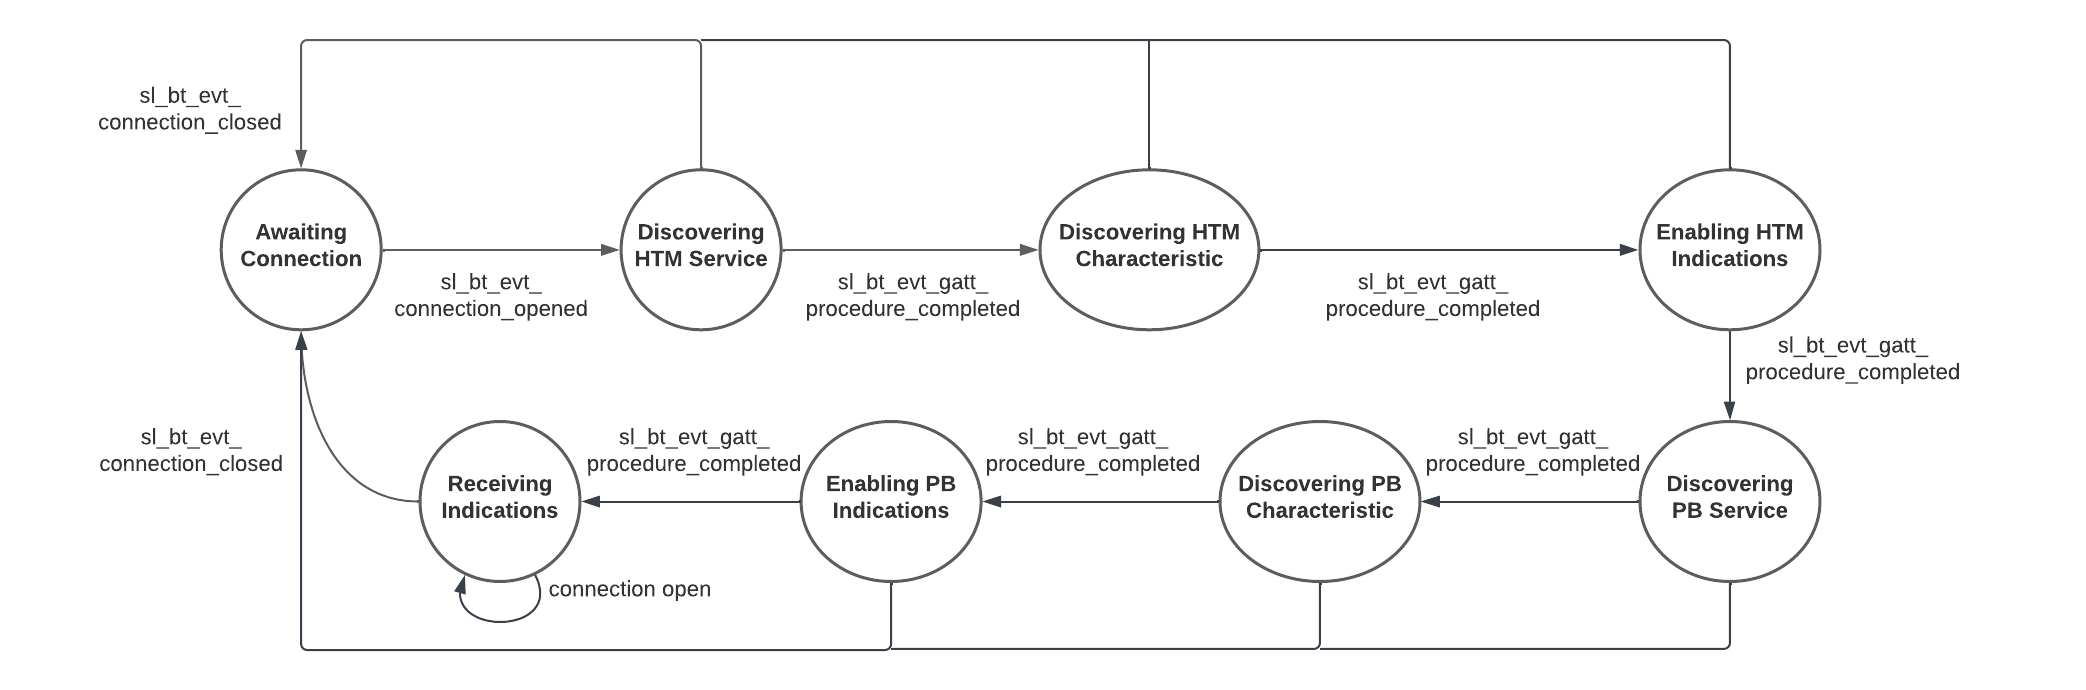 sl_bt_evt_
connection_closed
Awaiting
Connection
sl_bt_evt_
connection_opened
Discovering
HTM Service
sl_bt_evt_gatt_
procedure_completed
Discovering HTM
Characteristic
sl_bt_evt_gatt_
procedure_completed
Enabling HTM
Indications
sl_bt_evt_gatt_
procedure_completed
Discovering
PB Service
sl_bt_evt_gatt_
procedure_completed
Discovering PB
Characteristic
sl_bt_evt_gatt_
procedure_completed
Enabling PB
Indications
sl_bt_evt_gatt_
procedure_completed
Receiving
Indications
connection open
sl_bt_evt_
connection_closed